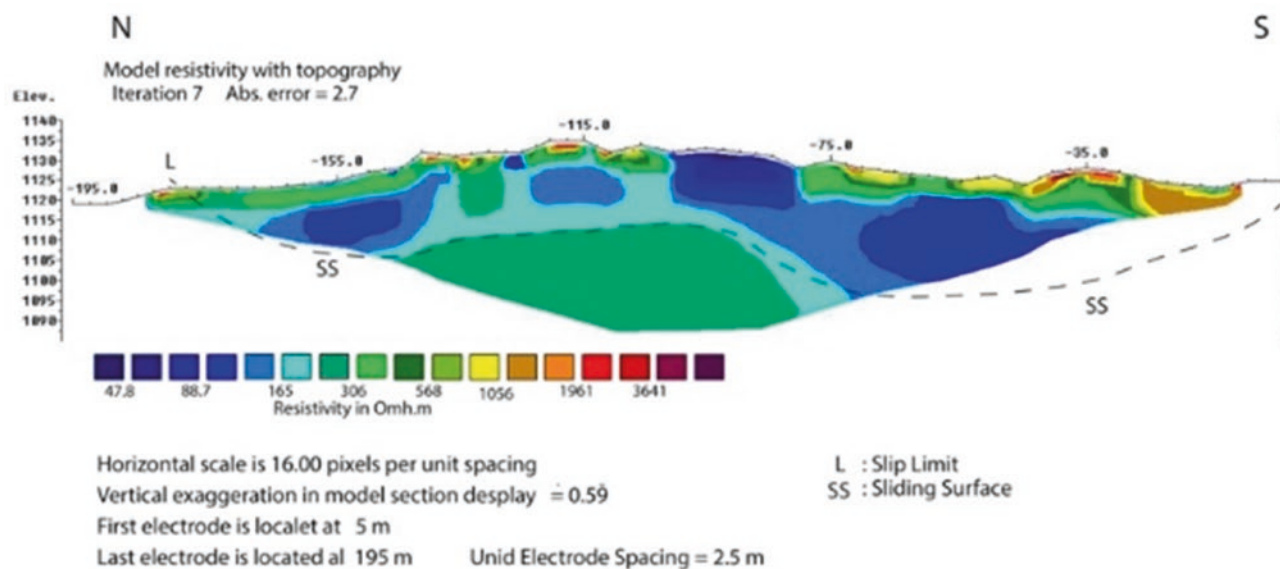 N S
Model resistivity with topography
Iteration 7 Abs. error = 2.7
Elev.
1140
1135
1130
1125
1120
1115
1110
1105
1100
1095
1090
-195.0
L
-155.0
-115.0
-75.0
-35.0
SS
SS
47.8 88.7 165 306 568 1056 1961 3641
Resistivity in Omh.m
Horizontal scale is 16.00 pixels per unit spacing
Vertical exaggeration in model section desplay = 0.59
First electrode is localet at 5 m
Last electrode is located al 195 m Unid Electrode Spacing = 2.5 m
L : Slip Limit
SS : Sliding Surface